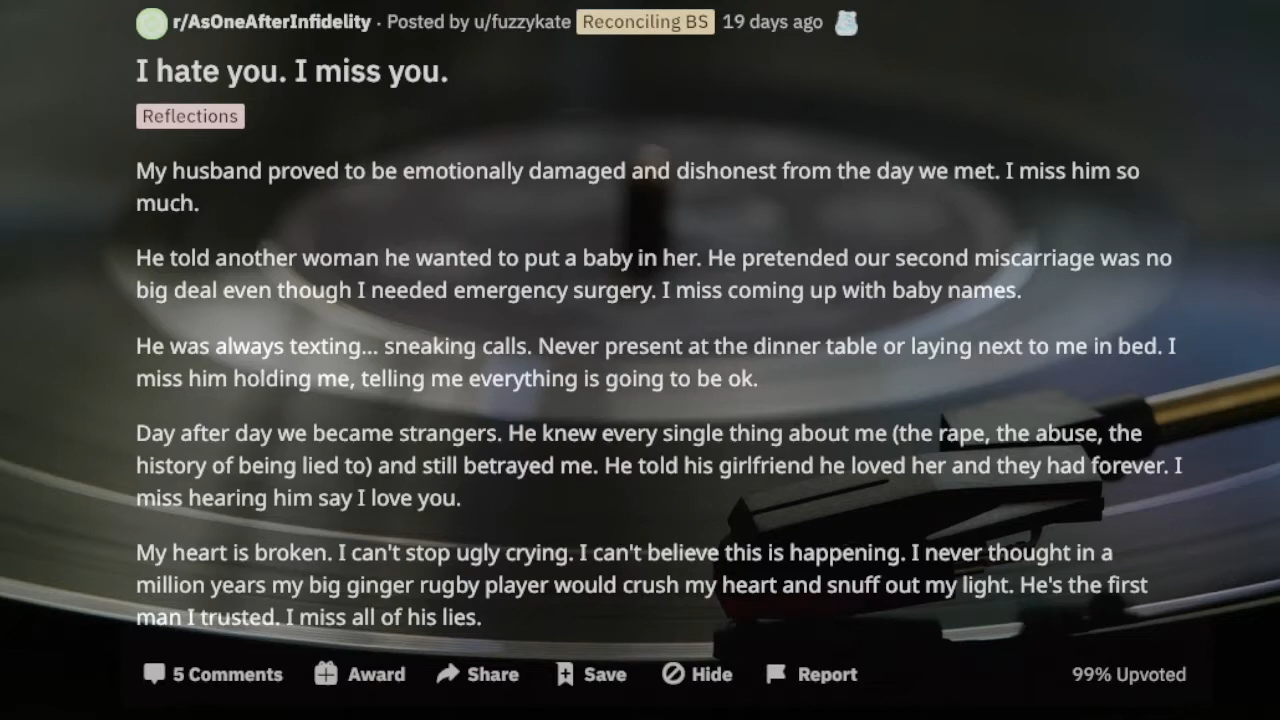 r/AsOneAfterInfidelity · Posted by u/fuzzykate Reconciling BS 19 days ago
I hate you. I miss you.
Reflections
My husband proved to be emotionally damaged and dishonest from the day we met. I miss him so
much.
He told another woman he wanted to put a baby in her. He pretended our second miscarriage was no
big deal even though I needed emergency surgery. I miss coming up with baby names.
He was always texting... sneaking calls. Never present at the dinner table or laying next to me in bed. I
miss him holding me, telling me everything is going to be ok.
Day after day we became strangers. He knew every single thing about me (the rape, the abuse, the
history of being lied to) and still betrayed me. He told his girlfriend he loved her and they had forever. I
miss hearing him say I love you.
My heart is broken. I can't stop ugly crying. I can't believe this is happening. I never thought in a
million years my big ginger rugby player would crush my heart and snuff out my light. He's the first
man I trusted. I miss all of his lies.
5 Comments Award Share Save Hide Report 99% Upvoted